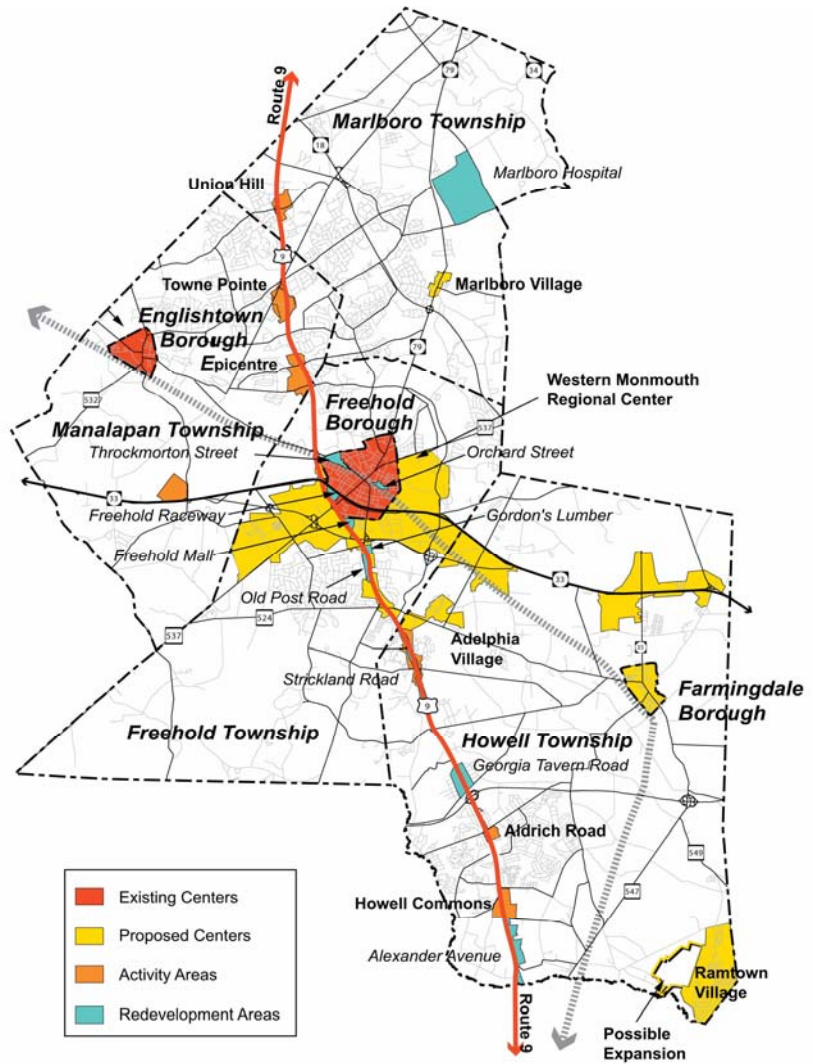 Route 9
79
34
Marlboro Township
18
Marlboro Hospital
Union Hill
9
Towne Pointe
Marlboro Village
Englishtown
Borough
79
Epicentre
Western Monmouth
Regional Center
Freehold
Borough
532
537
Manalapan Township
Throckmorton Street
Orchard Street
33
Freehold Raceway
Gordon's Lumber
Freehold Mall
33
Old Post Road
524
537
Adelphia
Village
Strickland Road
9
Farmingdale
Borough
Freehold Township
Howell Township
Georgia Tavern Road
Aldrich Road
549
547
Howell Commons
Alexander Avenue
Ramtown
Village
Route 9
Possible
Expansion
Existing Centers
Proposed Centers
Activity Areas
Redevelopment Areas